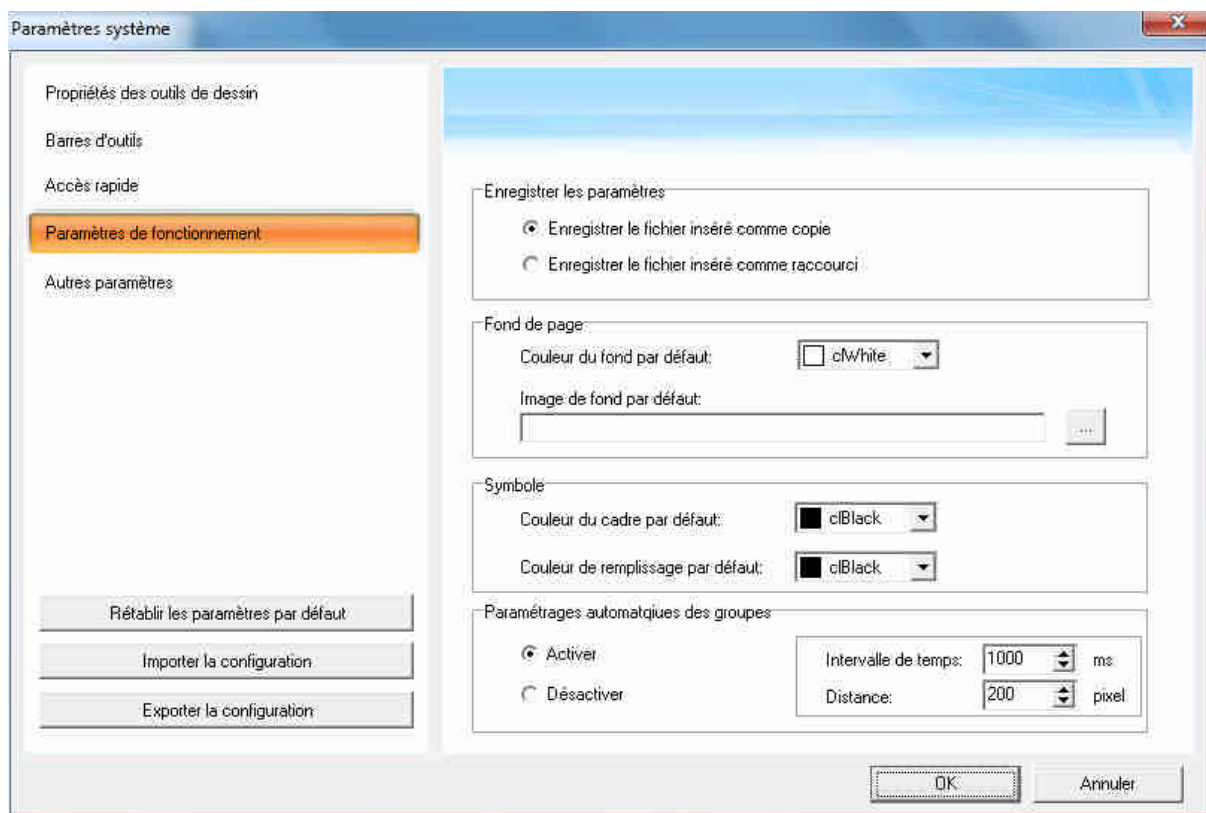 Paramètres système
Propriétés des outils de dessin
Barres d'outils
Accès rapide
Paramètres de fonctionnement
Autres paramètres
Rétablir les paramètres par défaut
Importer la configuration
Exporter la configuration
Enregistrer les paramètres
Enregistrer le fichier inséré comme copie
Enregistrer le fichier inséré comme raccourci
Fond de page
Couleur du fond par défaut: clWhite
Image de fond par défaut:
...
Symbole
Couleur du cadre par défaut: clBlack
Couleur de remplissage par défaut: clBlack
Paramétrages automatqiues des groupes
Activer
Désactiver
Intervalle de temps: 1000 ms
Distance: 200 pixel
OK
Annuler